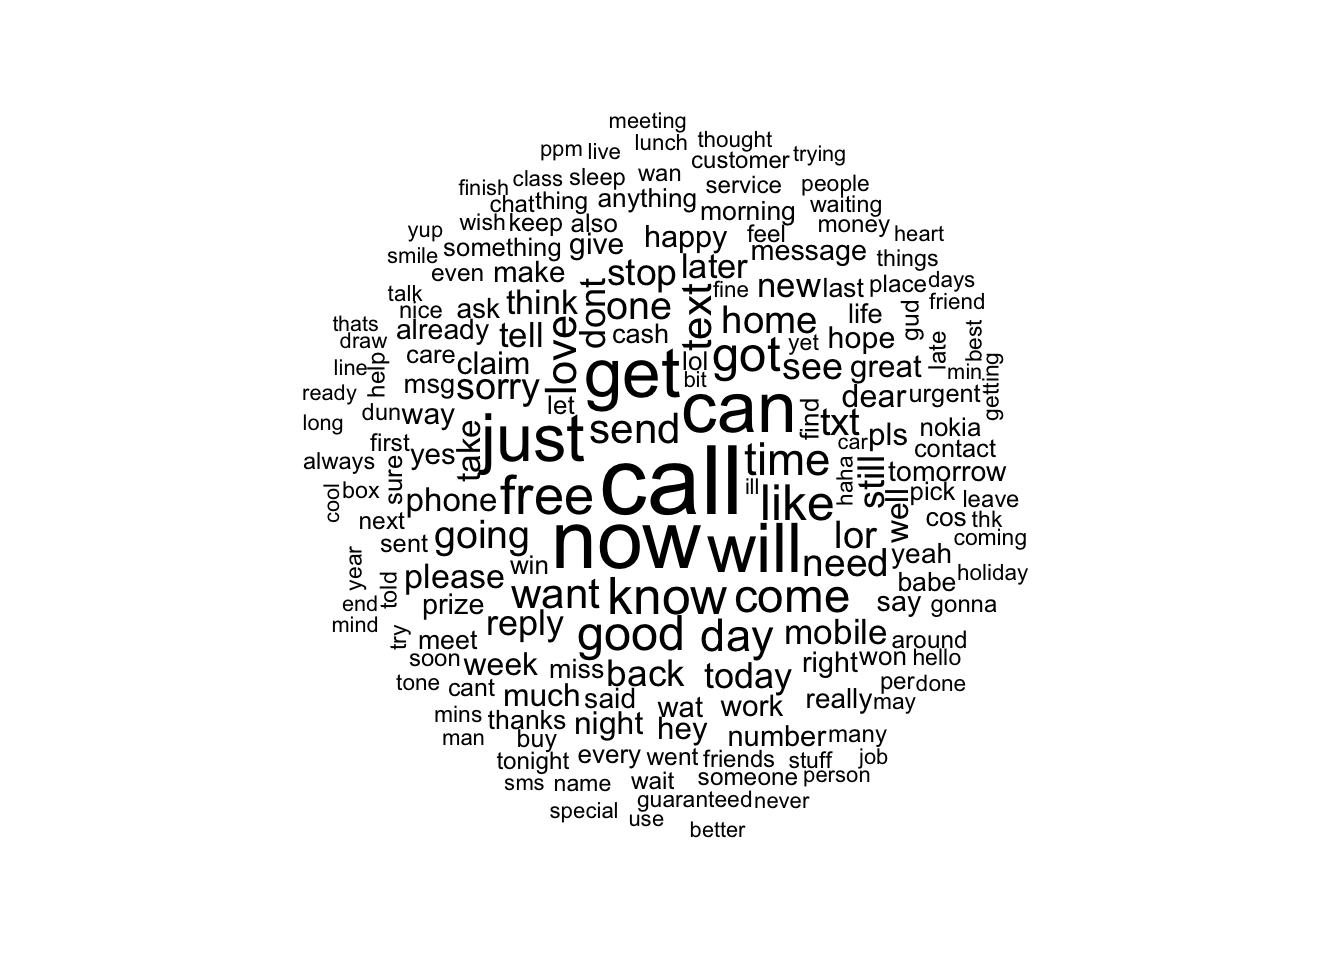 meeting
lunch thought
ppm live customer trying
finish class sleep wan service people
chat thing anything morning waiting
yup wish keep also happy feel money heart
smile something give message things
even make stop later fine new last place days
talk nice ask think dont one text home life gud friend
thats draw already tell love cash lol got yet hope late best
line help care claim get bit see great min getting
ready msg sorry let can dear urgent
long dun way just send find txt car pls nokia
first yes take call time haha still contact
always sure tomorrow
cool box phone free ill like well pick leave
next going now will lor cos thk
sent need yeah coming
year told please win want know come babe holiday
end prize say gonna
mind try meet reply good day mobile around
soon week miss back today right won hello
tone cant much said wat work really may per done
mins thanks night hey number many
man buy
tonight every went friends stuff job
sms name wait someone person
special use guaranteed never
better